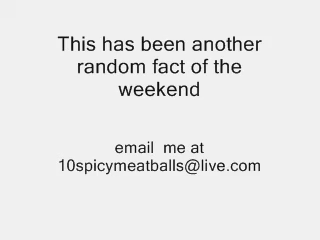 This has been another
random fact of the
weekend
email  me at
10spicymeatballs@live.com